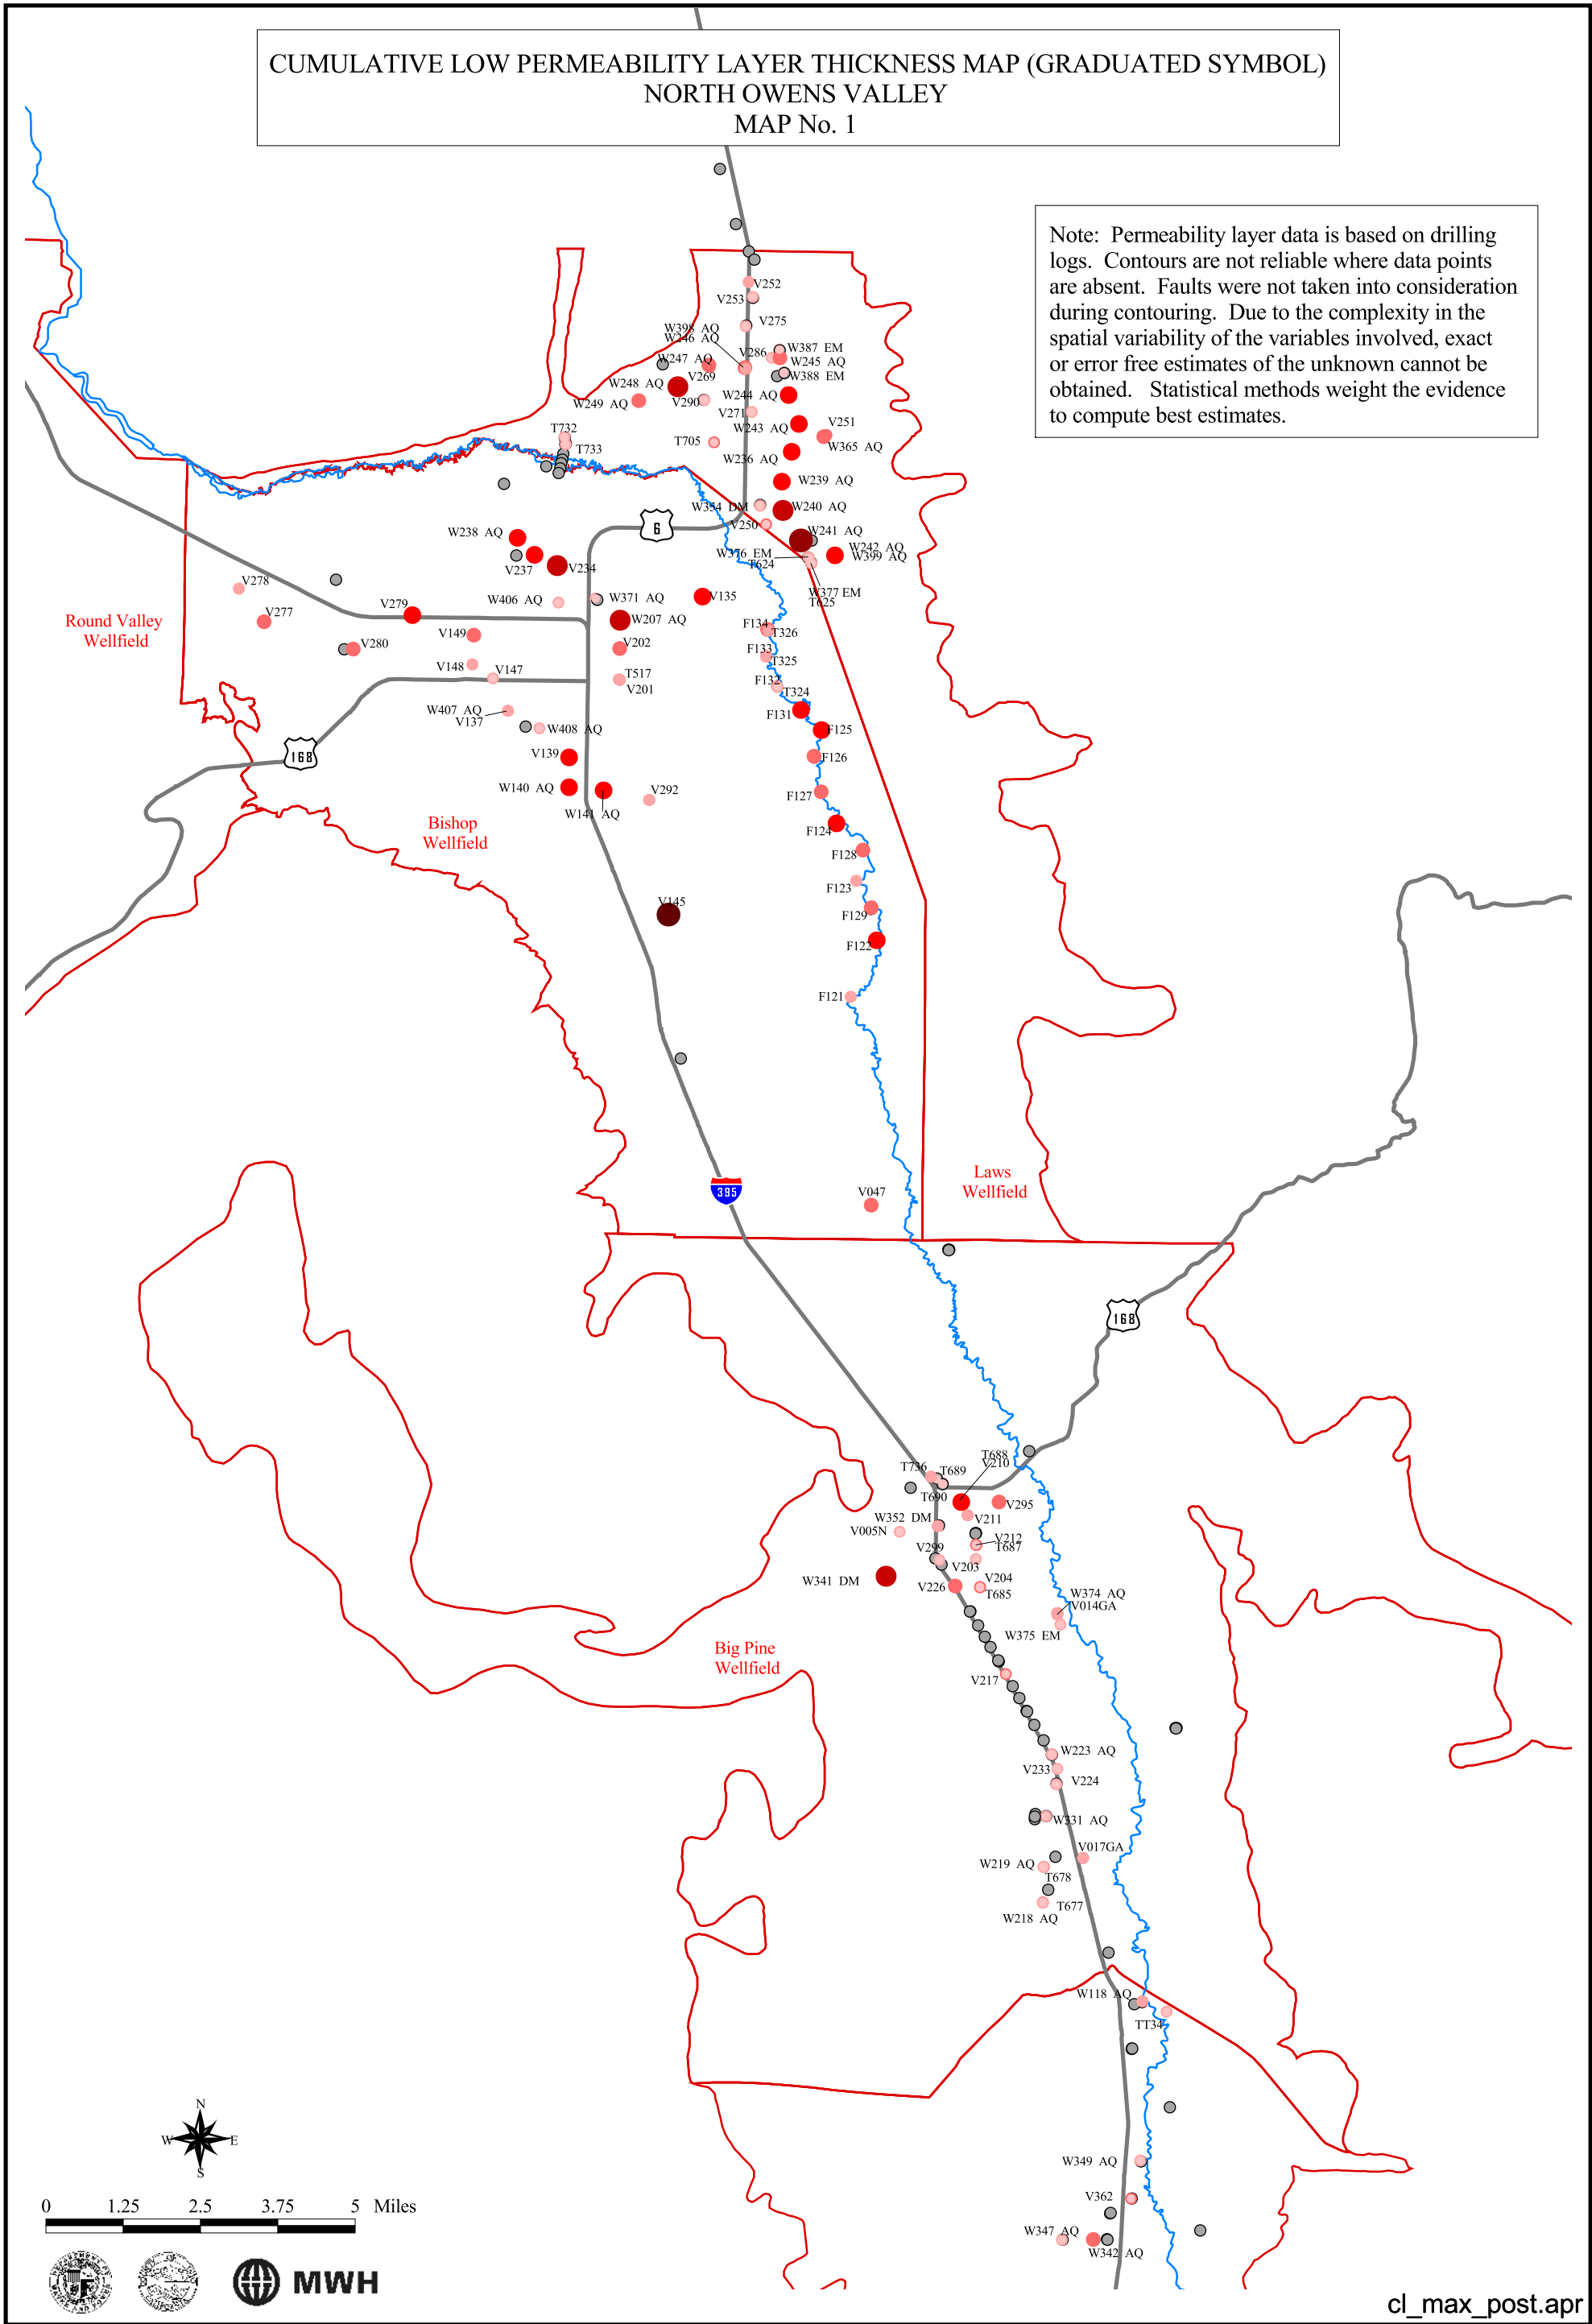 CUMULATIVE LOW PERMEABILITY LAYER THICKNESS MAP (GRADUATED SYMBOL)
NORTH OWENS VALLEY
MAP No. 1
Note: Permeability layer data is based on drilling
logs. Contours are not reliable where data points
are absent. Faults were not taken into consideration
during contouring. Due to the complexity in the
spatial variability of the variables involved, exact
or error free estimates of the unknown cannot be
obtained. Statistical methods weight the evidence
to compute best estimates.
V252
V253
V275
W398 AQ
W246 AQ
W387 EM
V286
W247 AQ
W245 AQ
V269
W388 EM
W248 AQ
W244 AQ
W249 AQ
V290
V271
V251
W243 AQ
T732
T705
W365 AQ
T733
W236 AQ
W239 AQ
W354 DM
W240 AQ
6
V250
W238 AQ
W241 AQ
W242 AQ
W376 EM
W399 AQ
T624
V237
V234
V278
W377 EM
T625
W406 AQ
W371 AQ
V135
V279
V277
W207 AQ
Round Valley
Wellfield
F134
T326
V149
V202
V280
F133
T325
V148
V147
T517
F132
V201
T324
W407 AQ
V137
F131
W408 AQ
F125
168
V139
F126
W140 AQ
V292
F127
W141 AQ
Bishop
Wellfield
F124
F128
F123
V145
F129
F122
F121
Laws
Wellfield
395
V047
168
T688
V210
T736
T689
T690
V295
W352 DM
V211
V005N
V212
T687
V299
V203
W341 DM
V204
V226
T685
W374 AQ
V014GA
W375 EM
Big Pine
Wellfield
V217
W223 AQ
V233
V224
W331 AQ
V017GA
W219 AQ
T678
T677
W218 AQ
W118 AQ
TT34
N
W
E
S
W349 AQ
V362
0 1.25 2.5 3.75 5 Miles
W347 AQ
W342 AQ
MWH
cl_max_post.apr